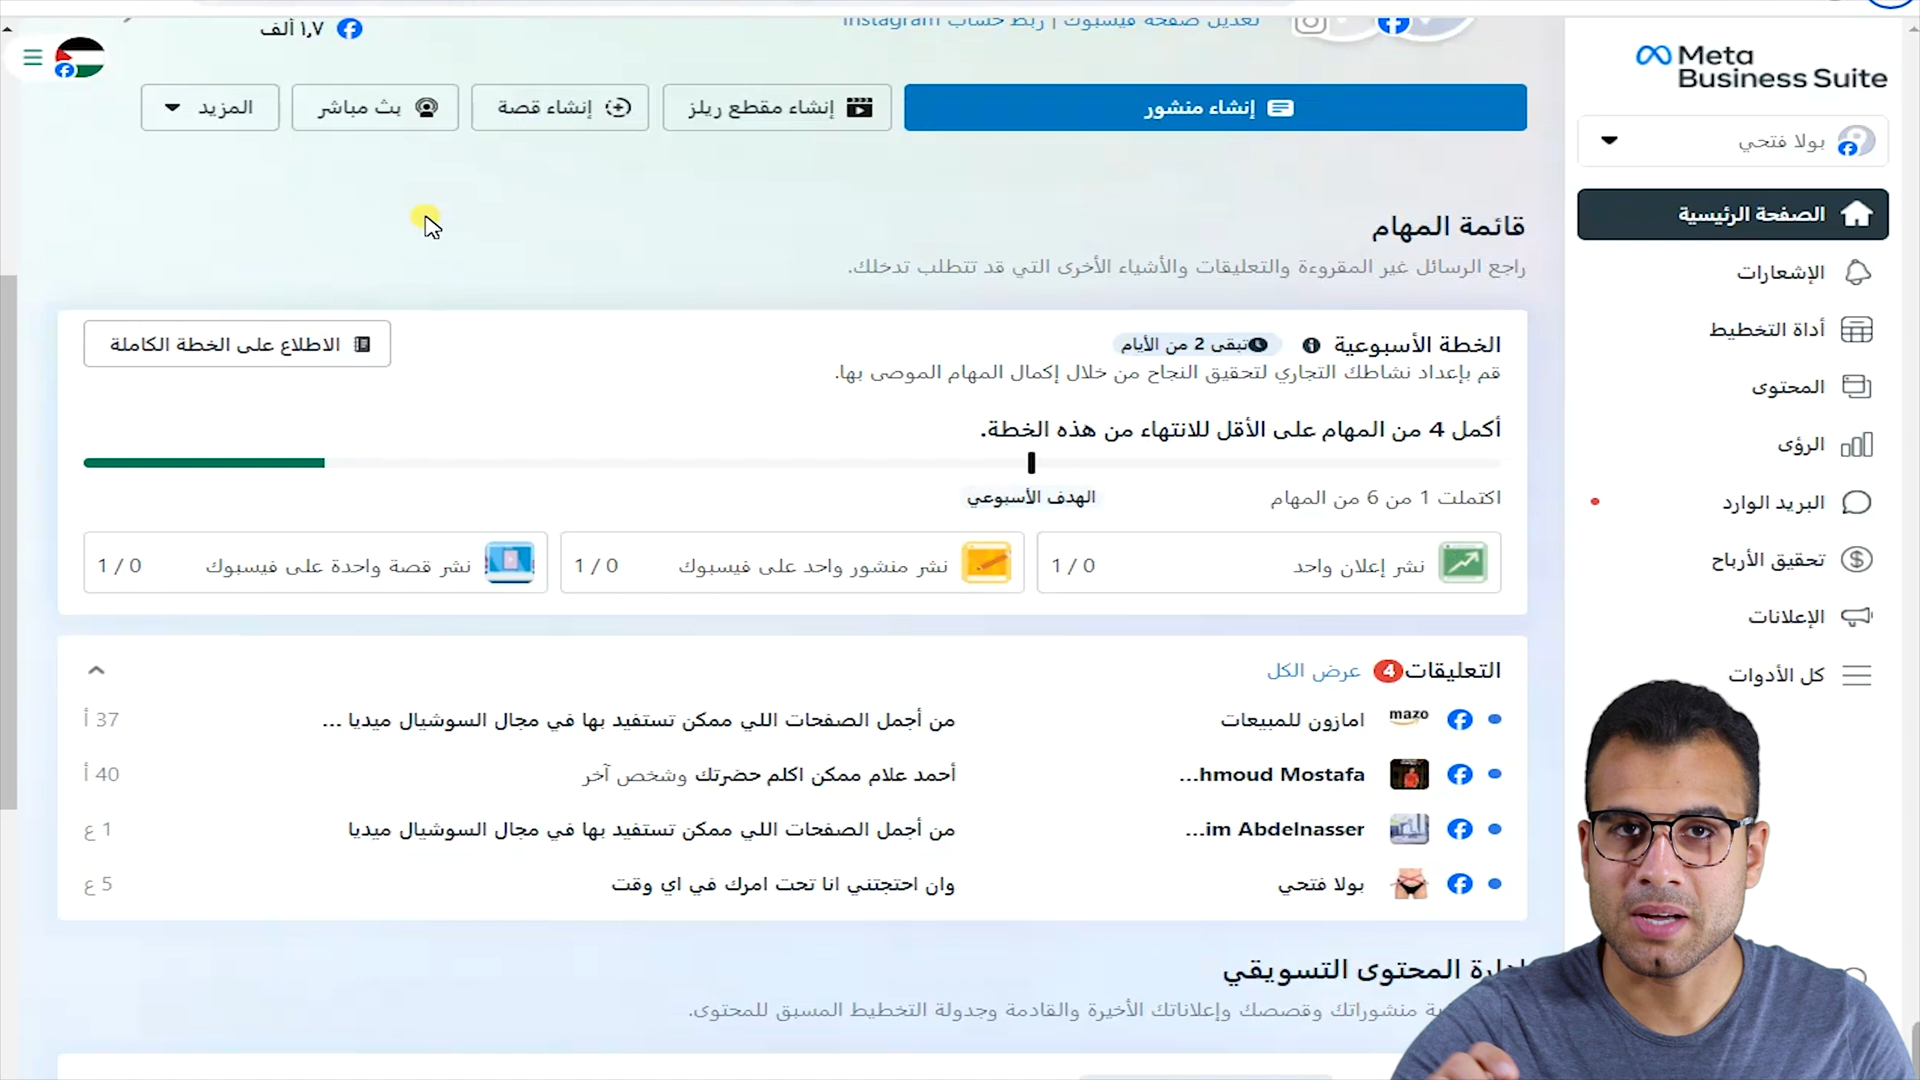 تعديل صفحة فيسبوك | ربط حساب Instagram
١,٧ ألف
Meta
Business Suite
إنشاء منشور
إنشاء مقطع ريلز
إنشاء قصة
بث مباشر
المزيد
بولا فتحي
الصفحة الرئيسية
الإشعارات
أداة التخطيط
المحتوى
الرؤى
البريد الوارد
تحقيق الأرباح
الإعلانات
كل الأدوات
قائمة المهام
راجع الرسائل غير المقروءة والتعليقات والأشياء الأخرى التي قد تتطلب تدخلك.
الخطة الأسبوعية تبقى 2 من الأيام
الاطلاع على الخطة الكاملة
قم بإعداد نشاطك التجاري لتحقيق النجاح من خلال إكمال المهام الموصى بها.
أكمل 4 من المهام على الأقل للانتهاء من هذه الخطة.
اكتملت 1 من 6 من المهام
الهدف الأسبوعي
نشر إعلان واحد 0 / 1
نشر منشور واحد على فيسبوك 0 / 1
نشر قصة واحدة على فيسبوك 0 / 1
التعليقات 4 عرض الكل
mazo امازون للمبيعات من أجمل الصفحات اللي ممكن تستفيد بها في مجال السوشيال ميديا ... 37 أ
hmoud Mostafa... أحمد علام ممكن اكلم حضرتك وشخص آخر 40 أ
im Abdelnasser... من أجمل الصفحات اللي ممكن تستفيد بها في مجال السوشيال ميديا 1 ع
بولا فتحي وان احتجتني انا تحت امرك في اي وقت 5 ع
المحتوى التسويقي
منشوراتك وقصصك وإعلاناتك الأخيرة والقادمة وجدولة التخطيط المسبق للمحتوى.